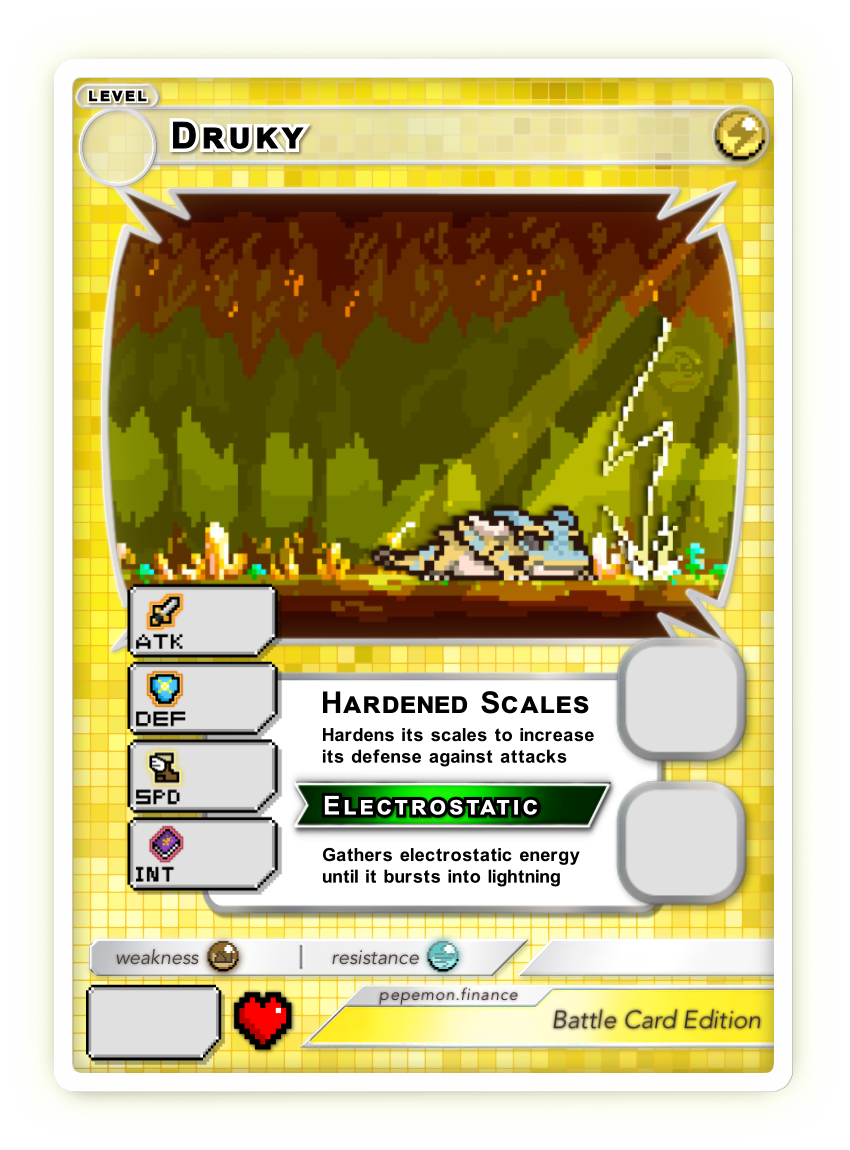 LEVEL
DRUKY
ATK
DEF
SPD
INT
HARDENED SCALES
Hardens its scales to increase
its defense against attacks
ELECTROSTATIC
Gathers electrostatic energy
until it bursts into lightning
weakness | resistance
pepemon.finance
Battle Card Edition